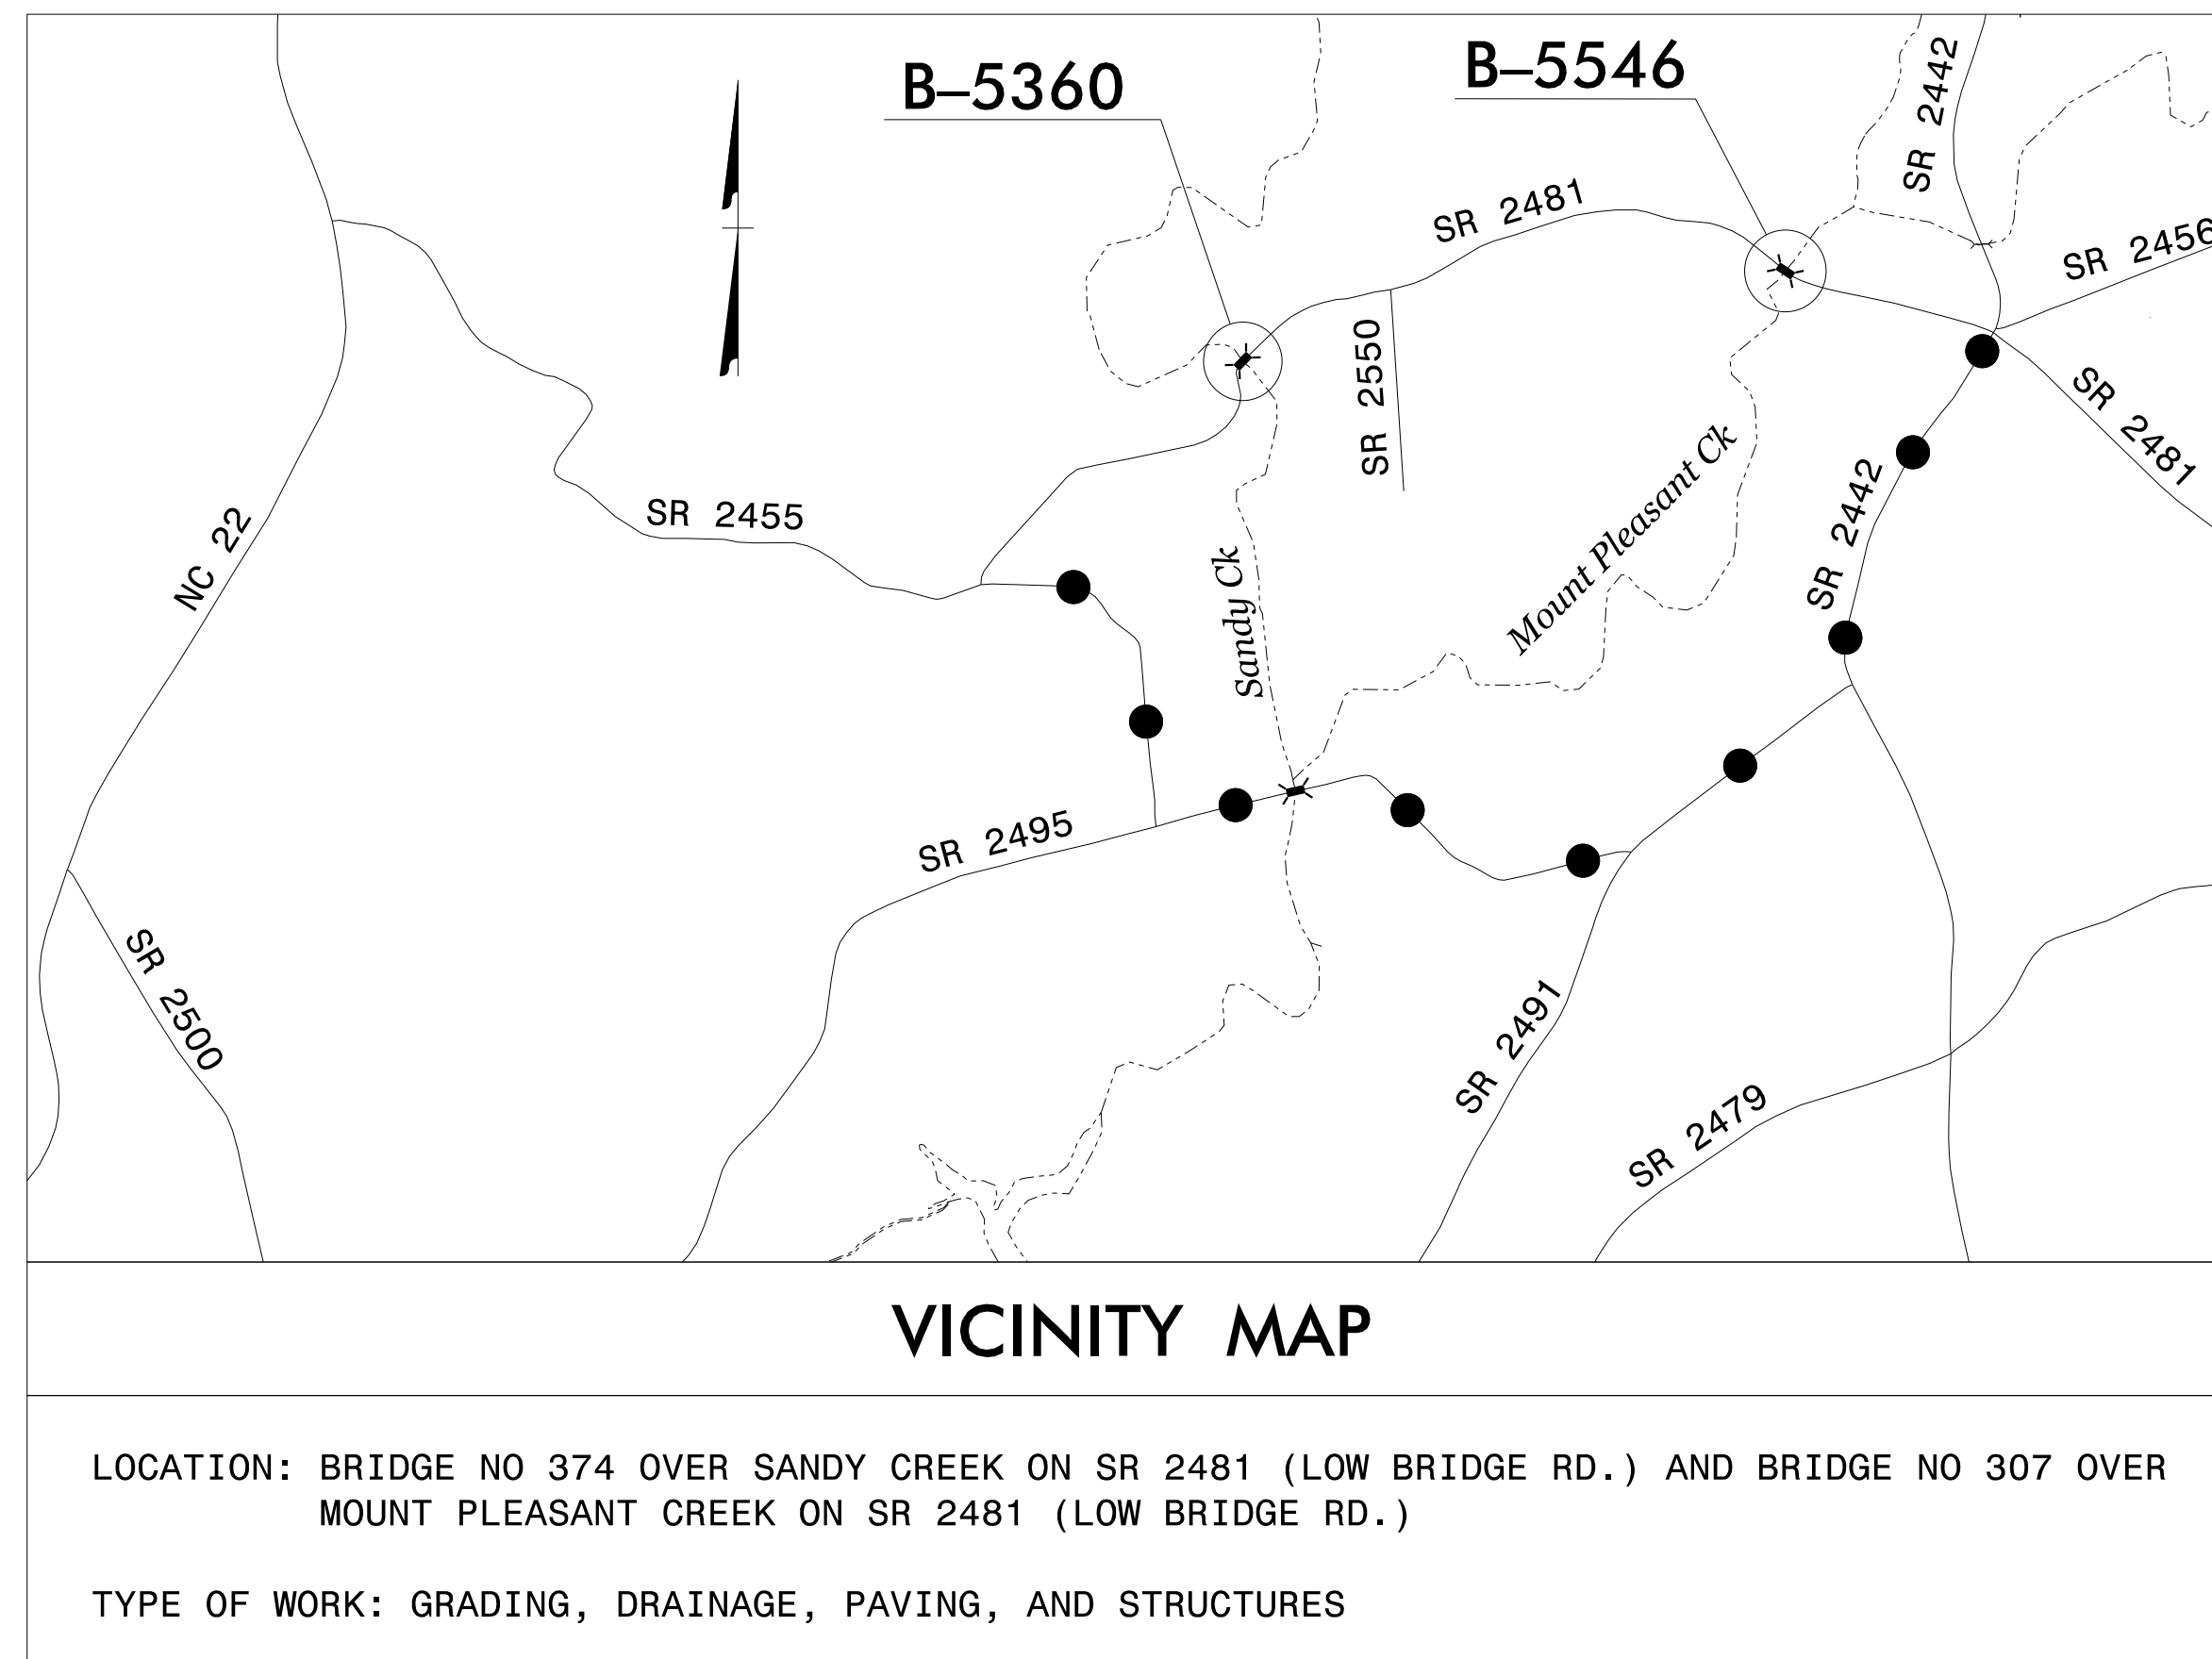 B–5360
B–5546
SR 2442
SR 2481
SR 2456
SR 2550
SR 2481
SR 2442
NC 22
SR 2455
Sandy Ck
Mount Pleasant Ck
SR 2495
SR 2500
SR 2491
SR 2479
VICINITY MAP
LOCATION: BRIDGE NO 374 OVER SANDY CREEK ON SR 2481 (LOW BRIDGE RD.) AND BRIDGE NO 307 OVER
MOUNT PLEASANT CREEK ON SR 2481 (LOW BRIDGE RD.)
TYPE OF WORK: GRADING, DRAINAGE, PAVING, AND STRUCTURES